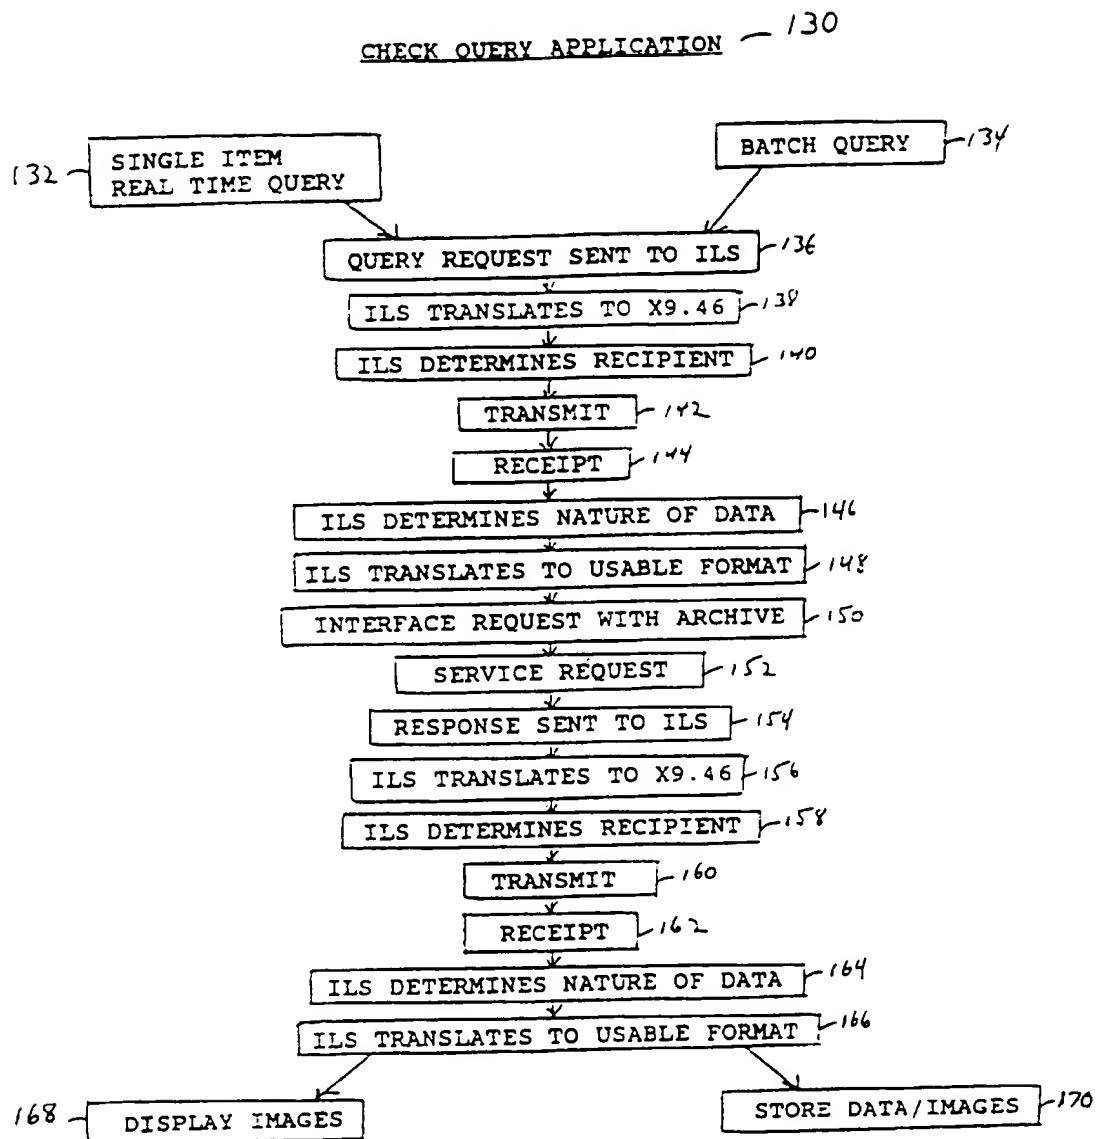 CHECK QUERY APPLICATION 130
132 SINGLE ITEM
REAL TIME QUERY
BATCH QUERY 134
QUERY REQUEST SENT TO ILS 136
ILS TRANSLATES TO X9.46 138
ILS DETERMINES RECIPIENT 140
TRANSMIT 142
RECEIPT 144
ILS DETERMINES NATURE OF DATA 146
ILS TRANSLATES TO USABLE FORMAT 148
INTERFACE REQUEST WITH ARCHIVE 150
SERVICE REQUEST 152
RESPONSE SENT TO ILS 154
ILS TRANSLATES TO X9.46 156
ILS DETERMINES RECIPIENT 158
TRANSMIT 160
RECEIPT 162
ILS DETERMINES NATURE OF DATA 164
ILS TRANSLATES TO USABLE FORMAT 166
168 DISPLAY IMAGES
STORE DATA/IMAGES 170